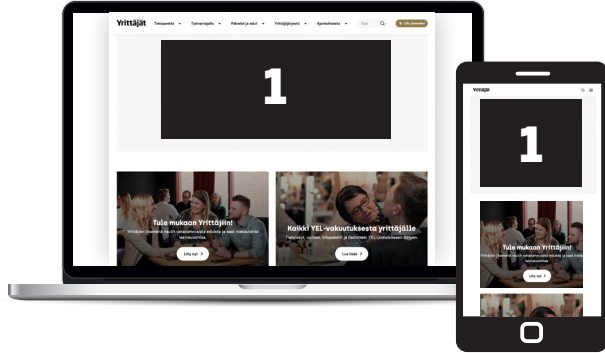 Yrittäjät
Tietopankki
Työnantajalle
Palvelut ja edut
Yrittäjäjärjestö
Ajankohtaista
Liity jäseneksi
1
Tule mukaan Yrittäjiin!
Liity nyt
Kaikki YEL-vakuutuksesta yrittäjälle
Lue lisää
Yrittäjät
1
Tule mukaan Yrittäjiin!
Liity nyt